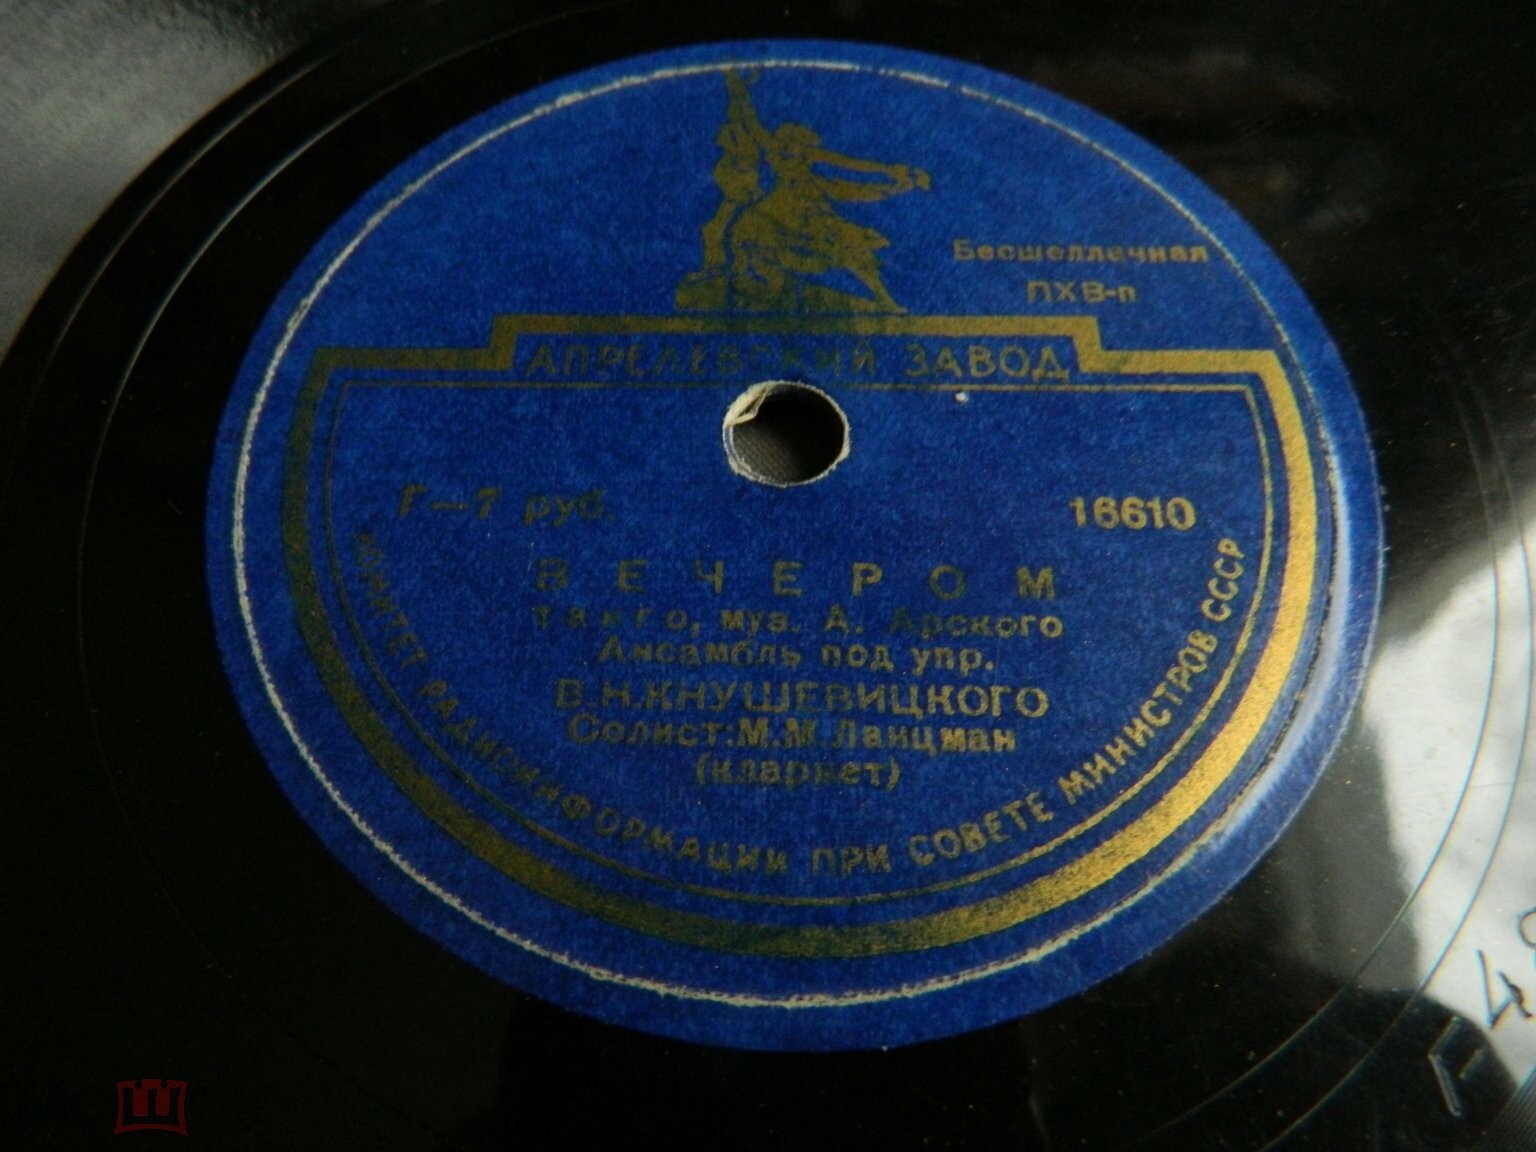 Бесшеллачная
ПХВ-п
АПРЕЛЕВСКИЙ ЗАВОД
Г—7 руб.
16610
ВЕЧЕРОМ
танго, муз. А. Арского
Ансамбль под упр.
В.Н.КНУШЕВИЦКОГО
Солист:М.М.Ланцман
(кларнет)
КОМИТЕТ РАДИОИНФОРМАЦИИ ПРИ СОВЕТЕ МИНИСТРОВ СССР